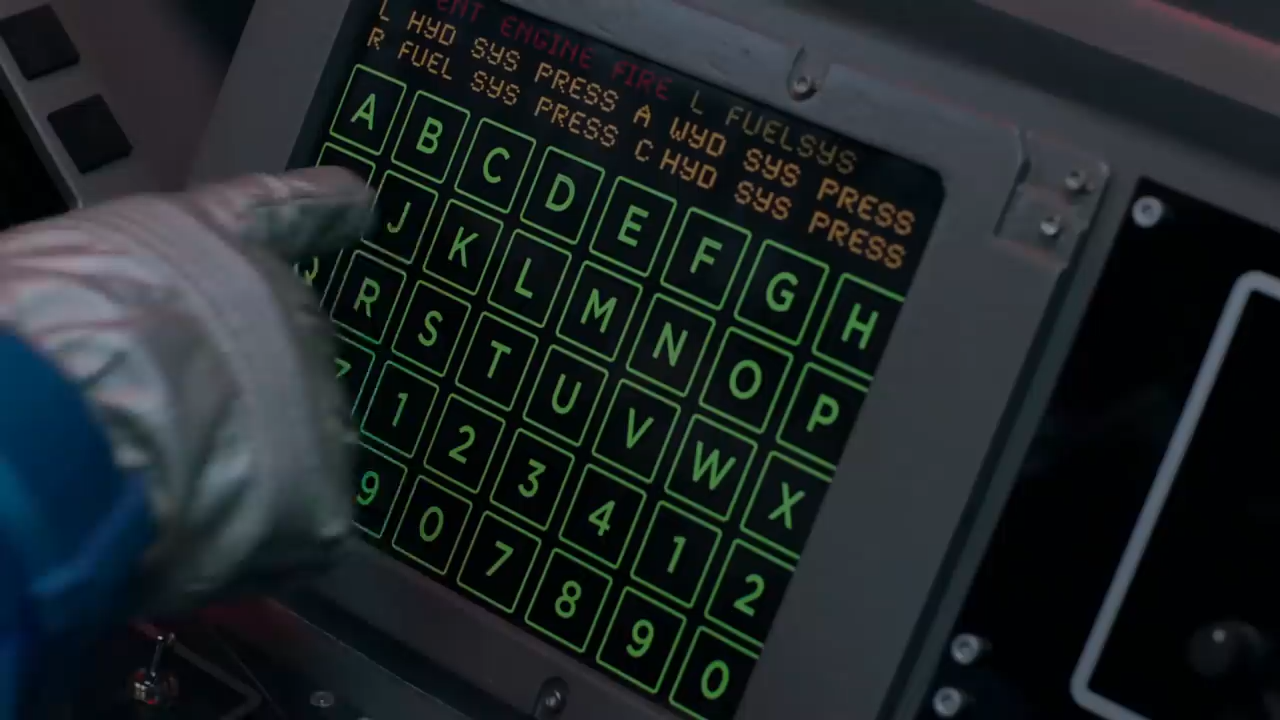 ENT ENGINE FIRE L FUELSYS
L HYD SYS PRESS A WYD SYS PRESS
R FUEL SYS PRESS C HYD SYS PRESS
A B C D E F G H
J K L M N O P
R S T U V W X
Z 1 2 3 4 1 2
9 0 7 8 9 0